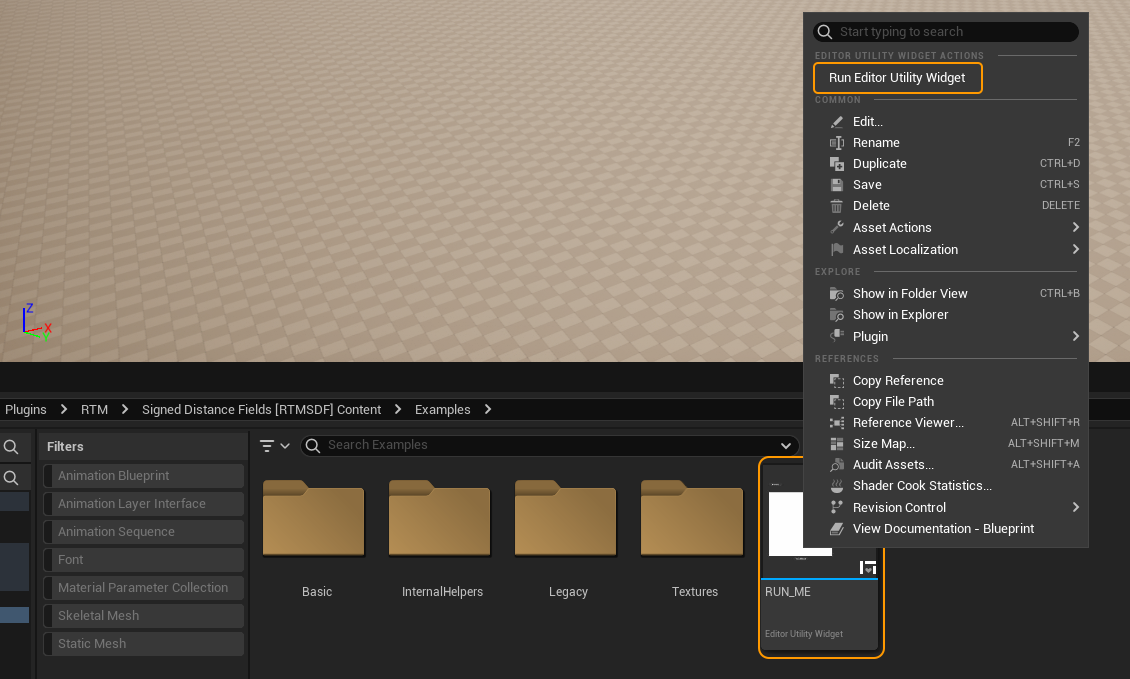 Start typing to search
EDITOR UTILITY WIDGET ACTIONS
Run Editor Utility Widget
COMMON
Edit...
Rename F2
Duplicate CTRL+D
Save CTRL+S
Delete DELETE
Asset Actions
Asset Localization
EXPLORE
Show in Folder View CTRL+B
Show in Explorer
Plugin
REFERENCES
Copy Reference
Copy File Path
Reference Viewer... ALT+SHIFT+R
Size Map... ALT+SHIFT+M
Audit Assets... ALT+SHIFT+A
Shader Cook Statistics...
Revision Control
View Documentation - Blueprint
Z
X
Y
Plugins RTM Signed Distance Fields [RTMSDF] Content Examples
Filters
Search Examples
Animation Blueprint
Animation Layer Interface
Animation Sequence
Font
Material Parameter Collection
Skeletal Mesh
Static Mesh
Basic
InternalHelpers
Legacy
Textures
RUN_ME
Editor Utility Widget